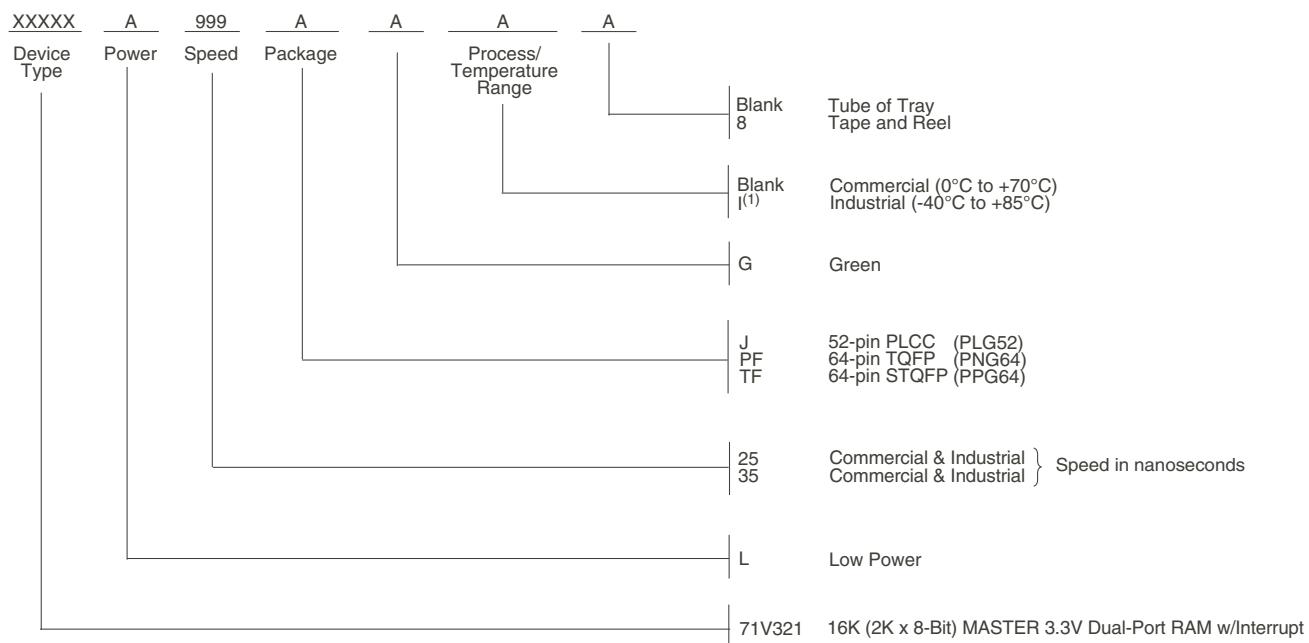 XXXXX A 999 A A A A
Device Type
Power
Speed
Package
Process/
Temperature
Range
Blank Tube of Tray
8 Tape and Reel
Blank Commercial (0°C to +70°C)
I(1) Industrial (-40°C to +85°C)
G Green
J 52-pin PLCC (PLG52)
PF 64-pin TQFP (PNG64)
TF 64-pin STQFP (PPG64)
25 Commercial & Industrial
35 Commercial & Industrial
Speed in nanoseconds
L Low Power
71V321 16K (2K x 8-Bit) MASTER 3.3V Dual-Port RAM w/Interrupt